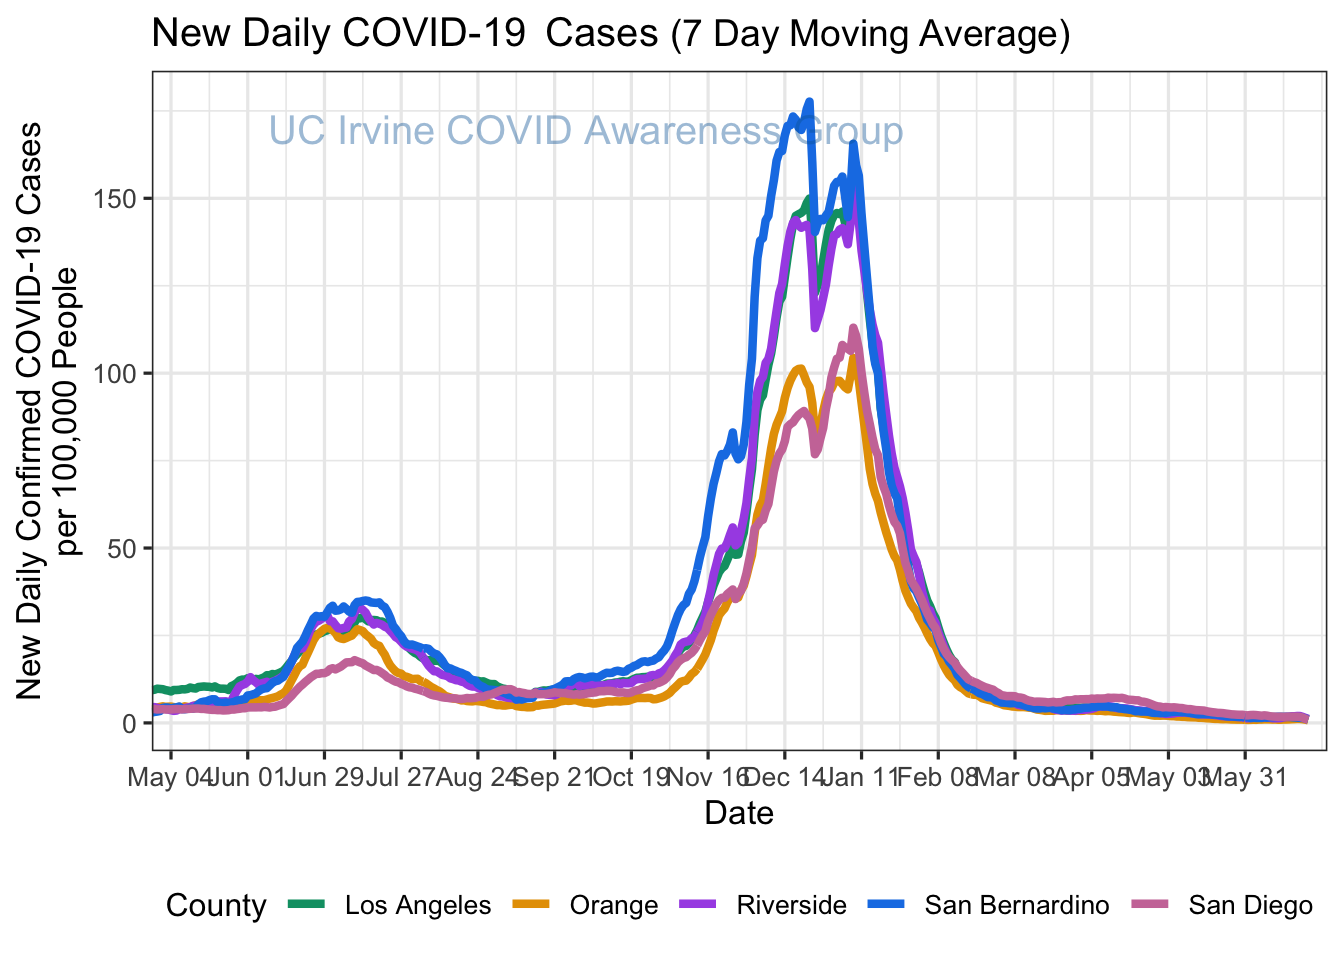 New Daily COVID-19  Cases (7 Day Moving Average)
UC Irvine COVID Awareness Group
New Daily Confirmed COVID-19 Cases
per 100,000 People
150
100
50
0
May 04 Jun 01 Jun 29 Jul 27 Aug 24 Sep 21 Oct 19 Nov 16 Dec 14 Jan 11 Feb 08 Mar 08 Apr 05 May 03 May 31
Date
County Los Angeles Orange Riverside San Bernardino San Diego